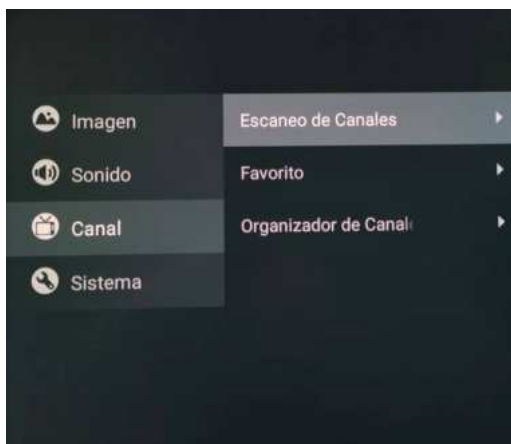 Imagen
Sonido
Canal
Sistema
Escaneo de Canales
Favorito
Organizador de Canal